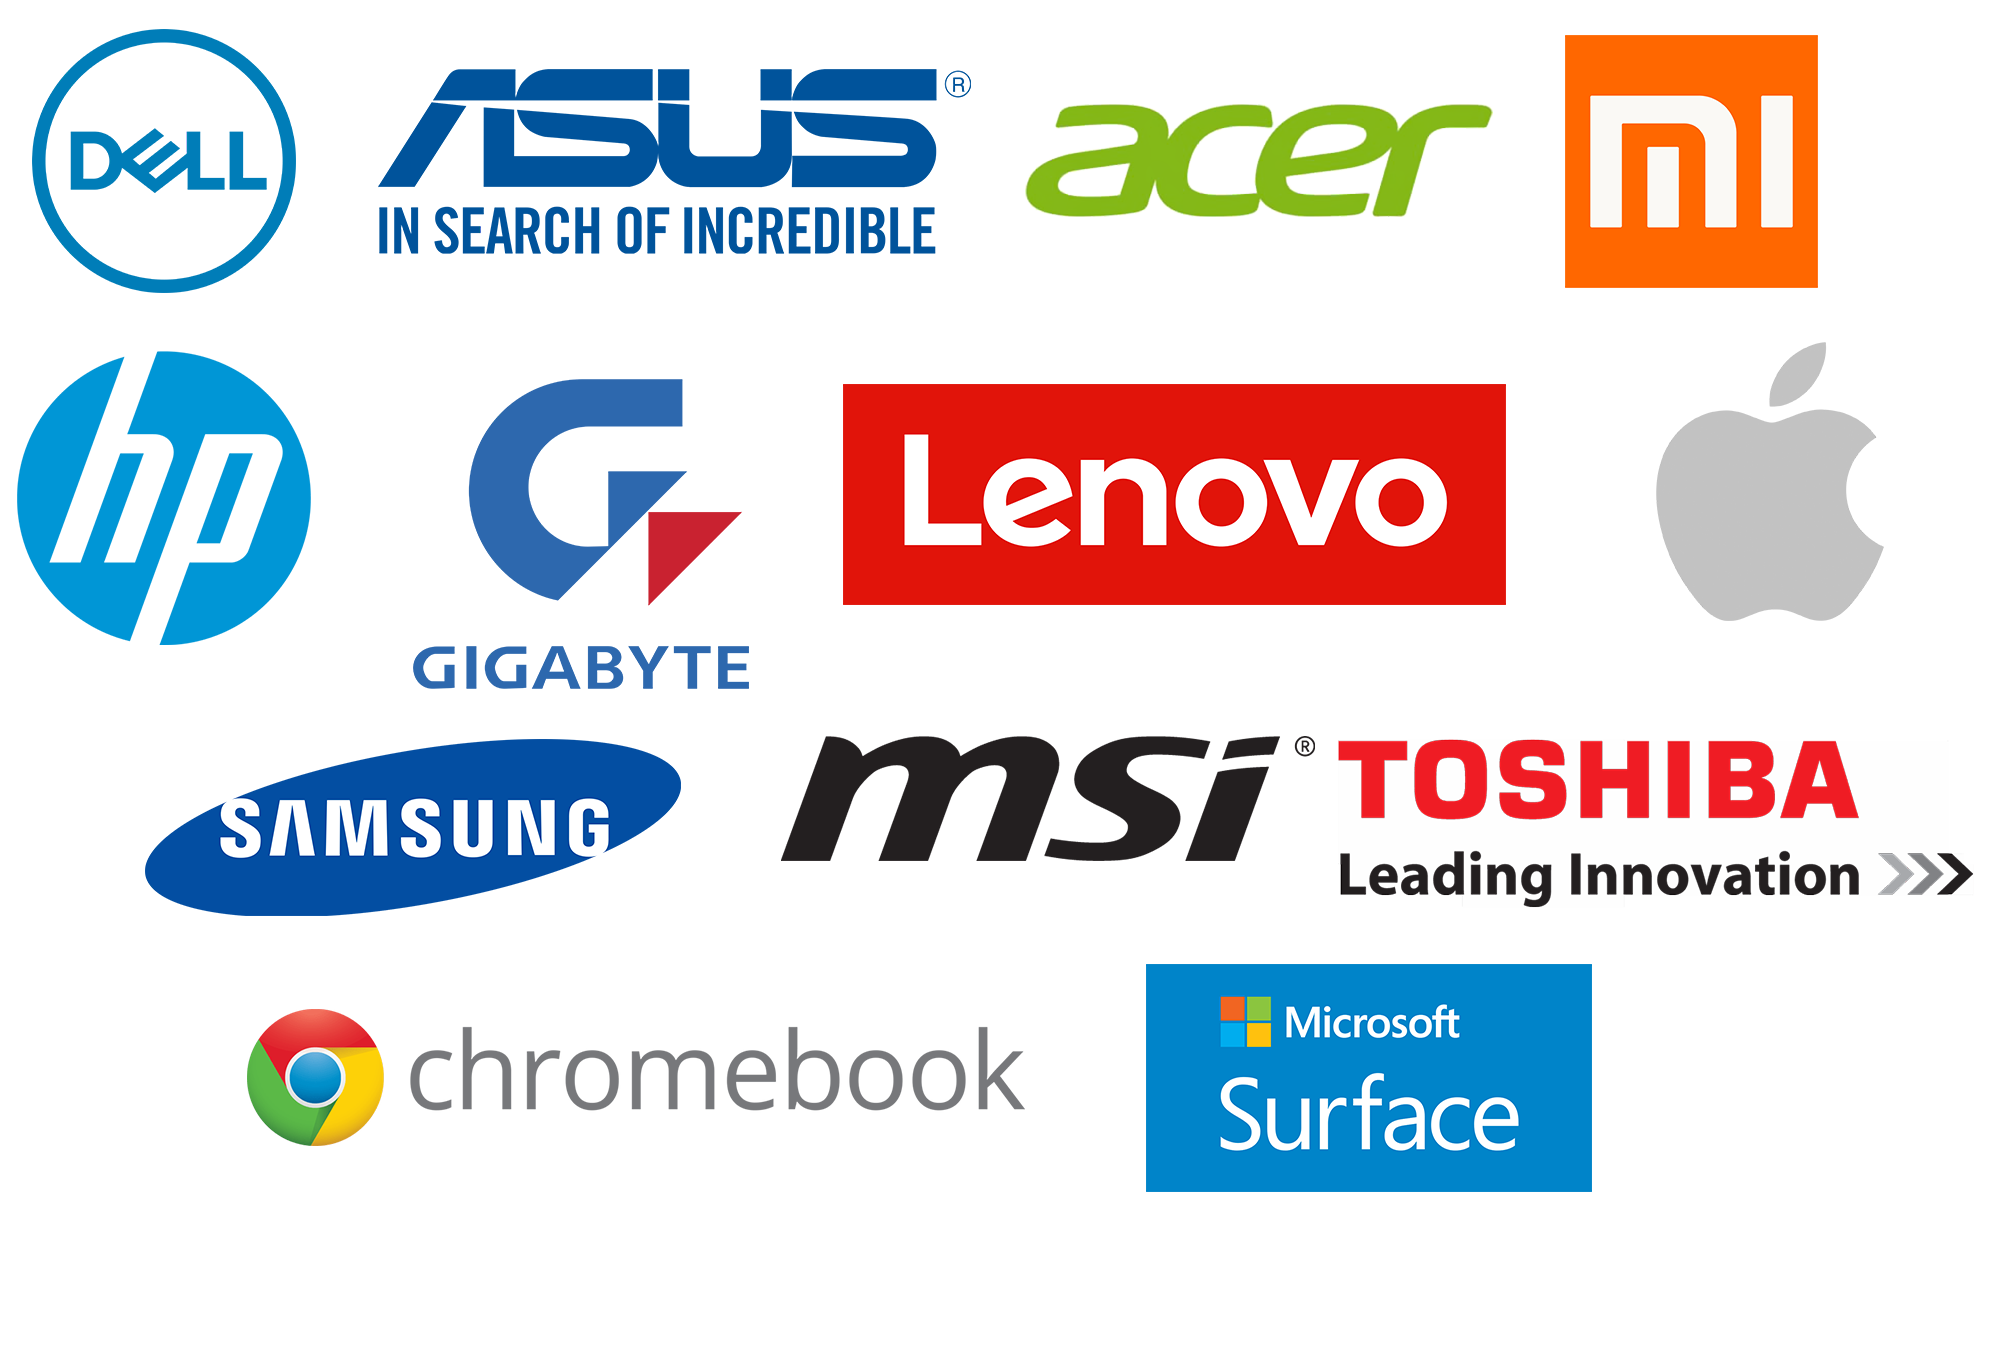 DELL
ASUS®
IN SEARCH OF INCREDIBLE
acer
mi
hp
GIGABYTE
Lenovo
SAMSUNG
msi®
TOSHIBA
Leading Innovation
chromebook
Microsoft
Surface